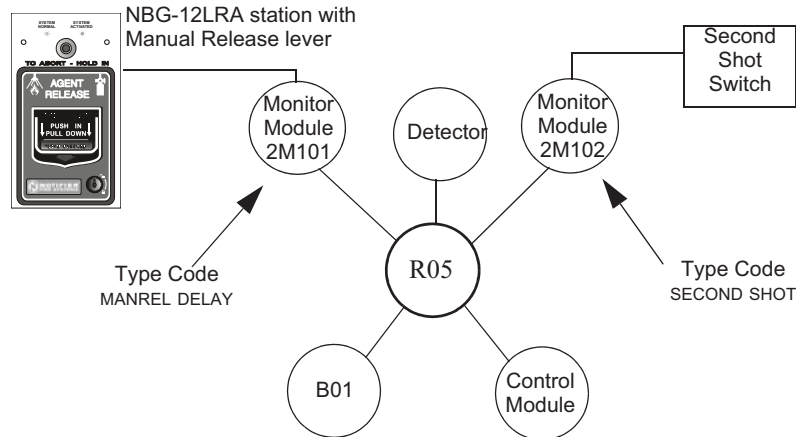 NBG-12LRA station with
Manual Release lever
SYSTEM
NORMAL
SYSTEM
ACTIVATED
TO ABORT - HOLD IN
AGENT
RELEASE
PUSH IN
PULL DOWN
Monitor
Module
2M101
Detector
Monitor
Module
2M102
Second
Shot
Switch
R05
Type Code
MANREL DELAY
Type Code
SECOND SHOT
B01
Control
Module